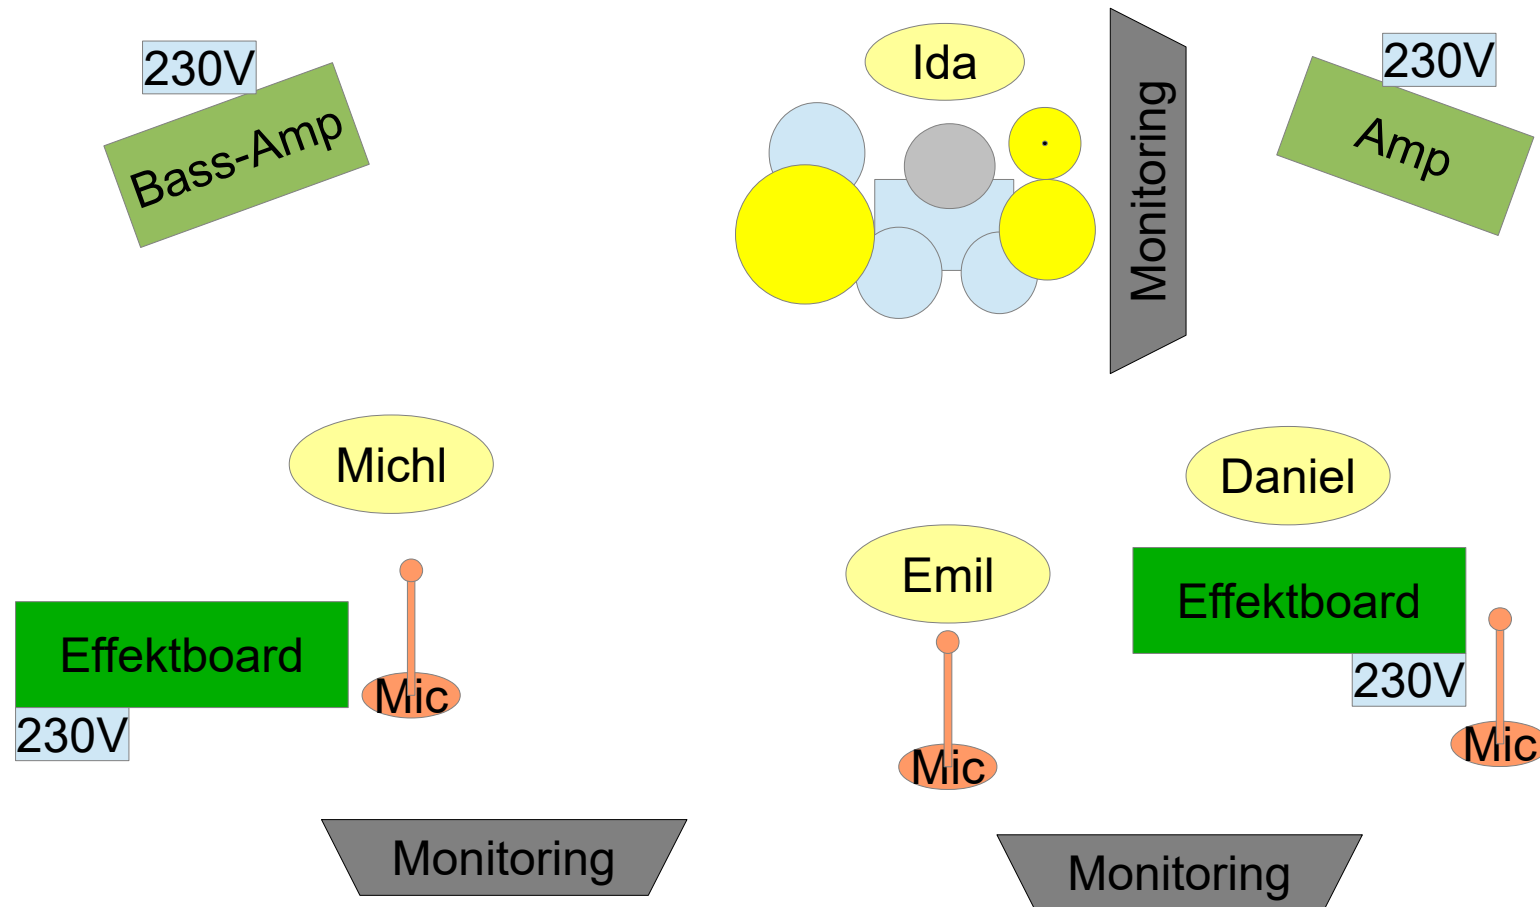 230V
Bass-Amp
Ida
Monitoring
230V
Amp
Michl
Daniel
Emil
Effektboard
Effektboard
230V
Mic
230V
Mic
Mic
Monitoring
Monitoring